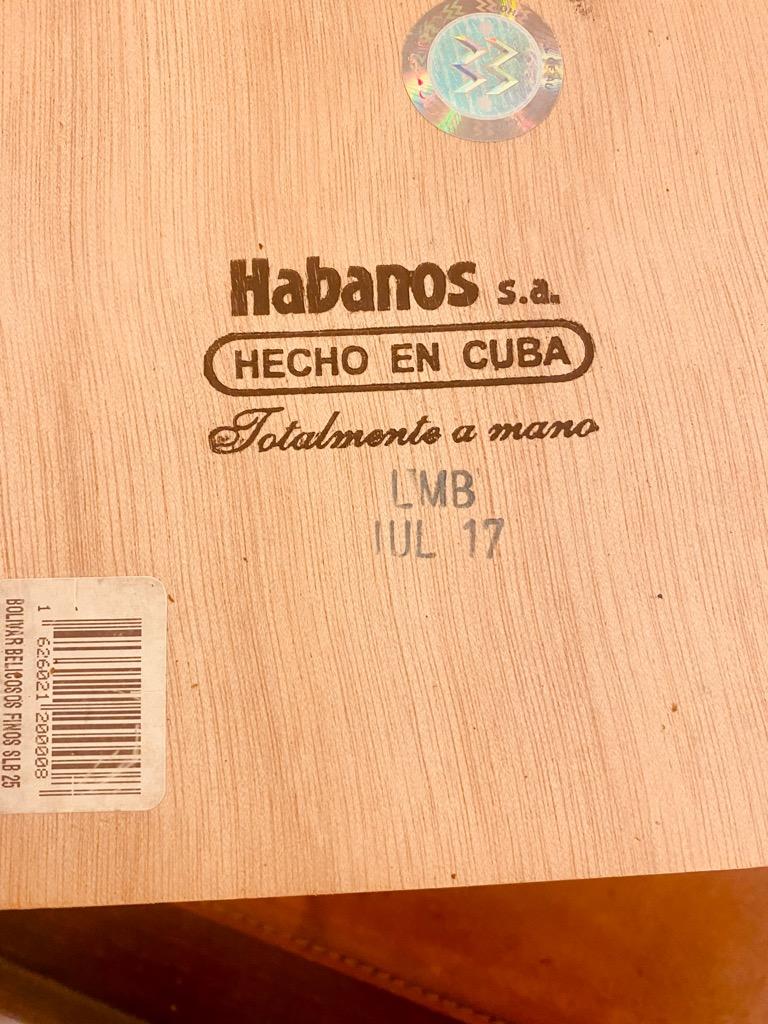 Habanos s.a.
HECHO EN CUBA
Totalmente a mano
LMB
JUL 17
1 626021 200008
BOLIVAR BELICOSOS FINOS SLB 25